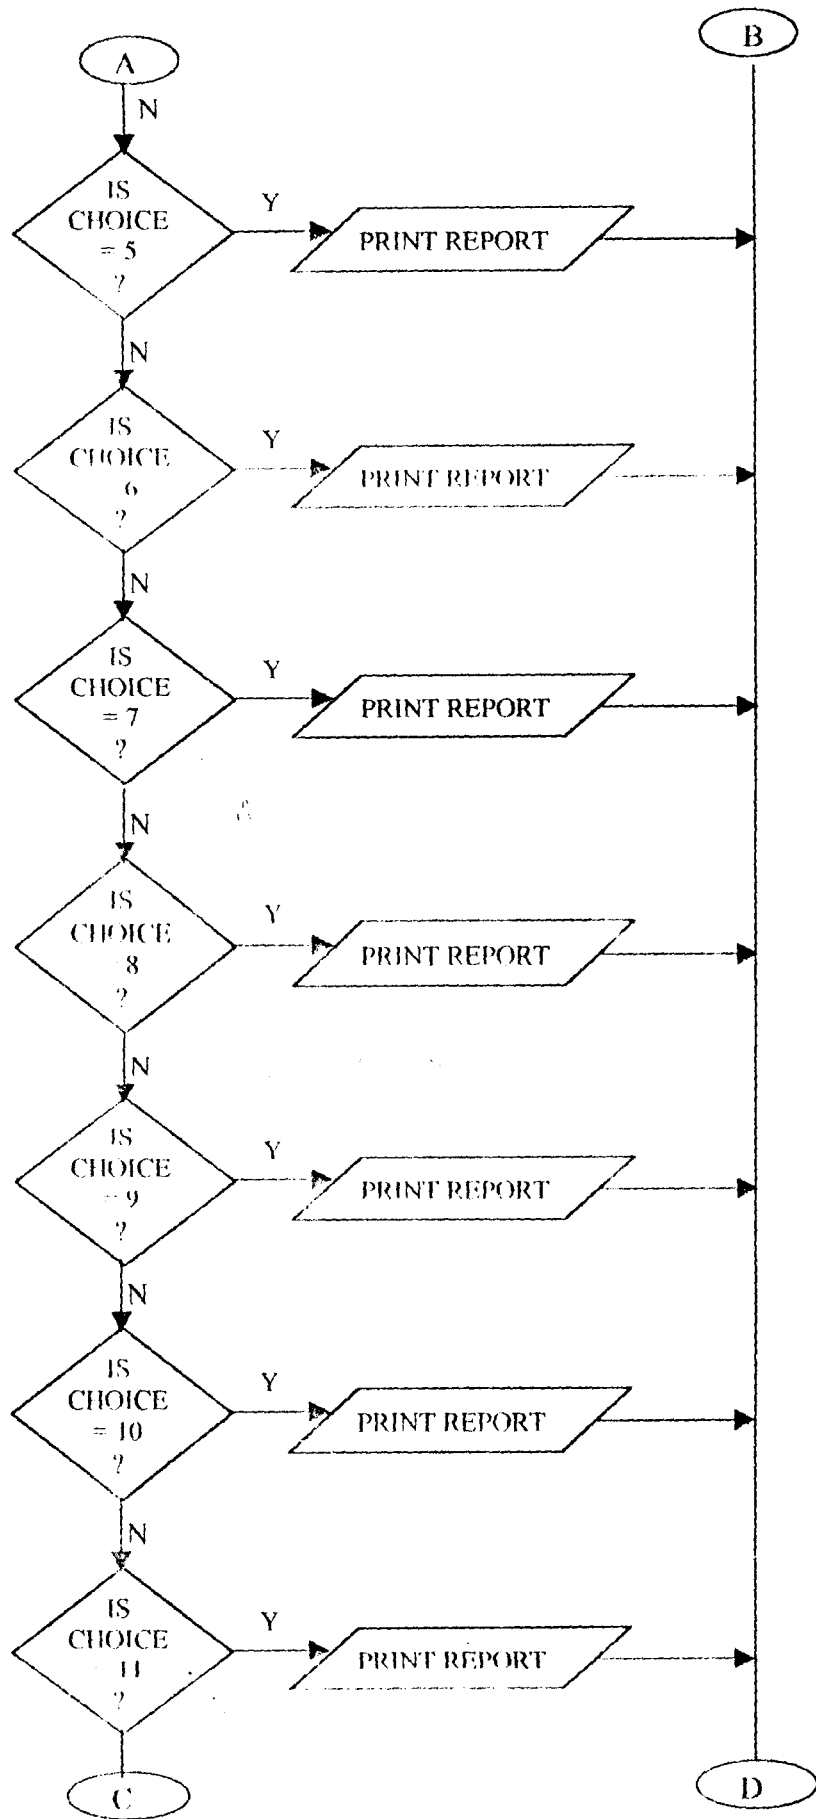 A
B
N
IS
CHOICE
= 5
?
Y
PRINT REPORT
N
IS
CHOICE
6
?
Y
PRINT REPORT
N
IS
CHOICE
= 7
?
Y
PRINT REPORT
N
IS
CHOICE
8
?
Y
PRINT REPORT
N
IS
CHOICE
= 9
?
Y
PRINT REPORT
N
IS
CHOICE
= 10
?
Y
PRINT REPORT
N
IS
CHOICE
11
?
Y
PRINT REPORT
C
D